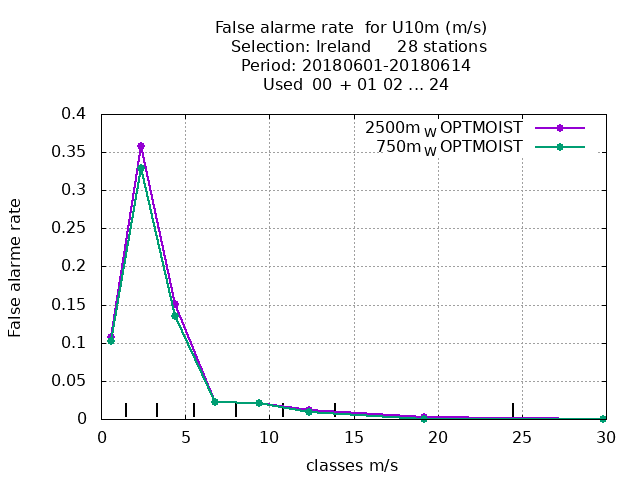 False alarme rate  for U10m (m/s)
Selection: Ireland     28 stations
Period: 20180601-20180614
Used  00 + 01 02 ... 24
False alarme rate
0.4
0.35
0.3
0.25
0.2
0.15
0.1
0.05
0
2500m_W OPTMOIST
750m_W OPTMOIST
0 5 10 15 20 25 30
classes m/s